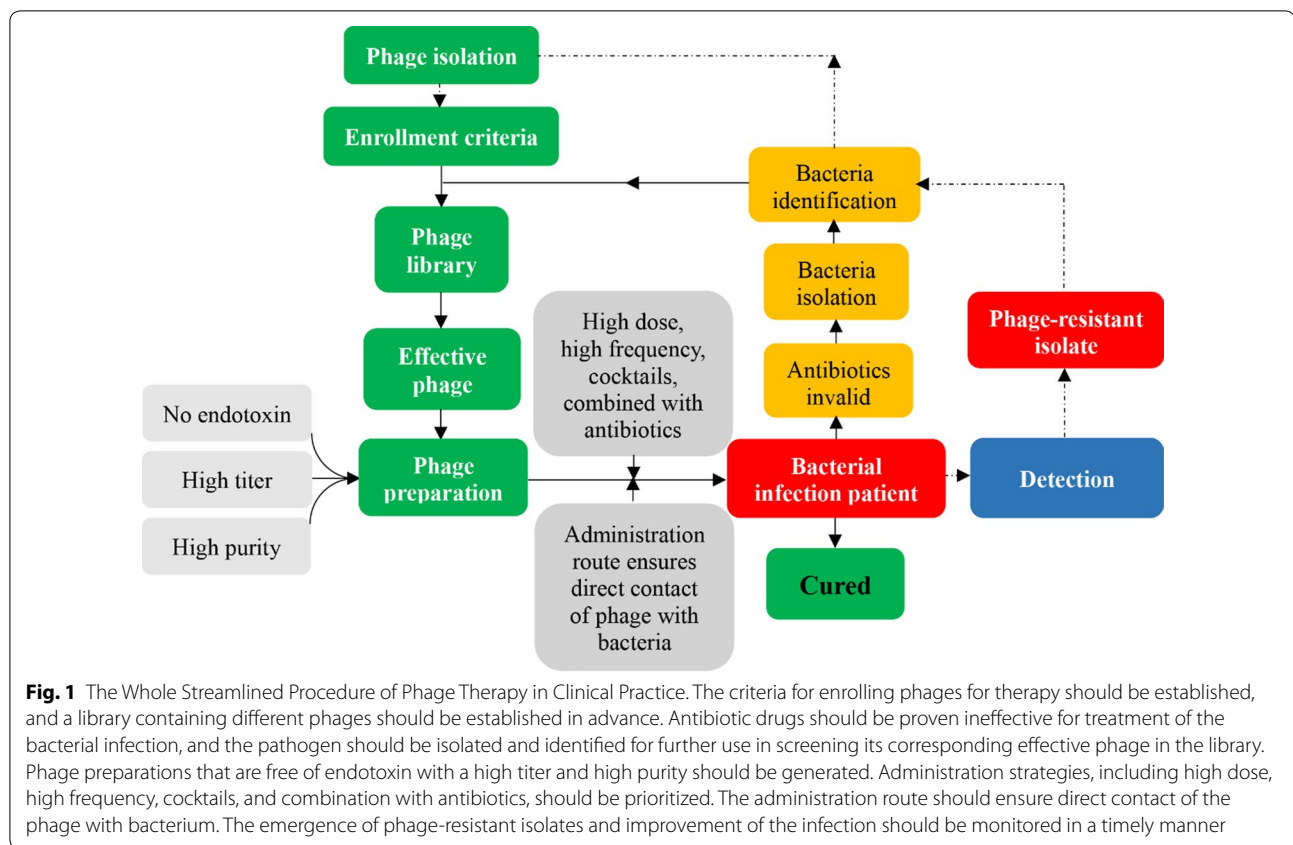 Phage isolation
Enrollment criteria
Bacteria
identification
Phage
library
Bacteria
isolation
Phage-resistant
isolate
High dose,
high frequency,
cocktails,
combined with
antibiotics
Effective
phage
Antibiotics
invalid
No endotoxin
High titer
High purity
Phage
preparation
Bacterial
infection patient
Detection
Administration
route ensures
direct contact
of phage with
bacteria
Cured
Fig. 1 The Whole Streamlined Procedure of Phage Therapy in Clinical Practice. The criteria for enrolling phages for therapy should be established,
and a library containing different phages should be established in advance. Antibiotic drugs should be proven ineffective for treatment of the
bacterial infection, and the pathogen should be isolated and identified for further use in screening its corresponding effective phage in the library.
Phage preparations that are free of endotoxin with a high titer and high purity should be generated. Administration strategies, including high dose,
high frequency, cocktails, and combination with antibiotics, should be prioritized. The administration route should ensure direct contact of the
phage with bacterium. The emergence of phage-resistant isolates and improvement of the infection should be monitored in a timely manner